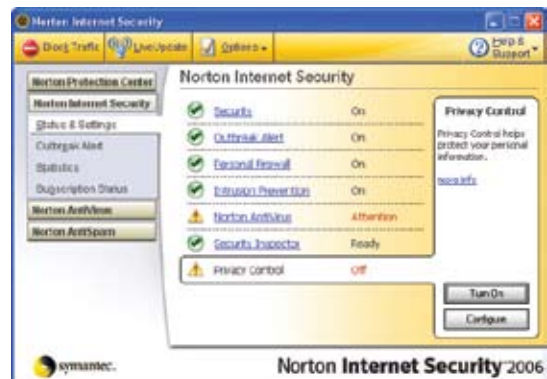 Norton Internet Security
Block Traffic LiveUpdate Options Help & Support
Norton Protection Center
Norton Internet Security
Status & Settings
Outbreak Alert
Statistics
Subscription Status
Norton AntiVirus
Norton AntiSpam
Norton Internet Security
Security On
Outbreak Alert On
Personal Firewall On
Intrusion Prevention On
Norton AntiVirus Attention
Security Inspector Ready
Privacy Control Off
Privacy Control
Privacy Control helps
protect your personal
information.
more info
Turn On
Configure
symantec.
Norton Internet Security 2006